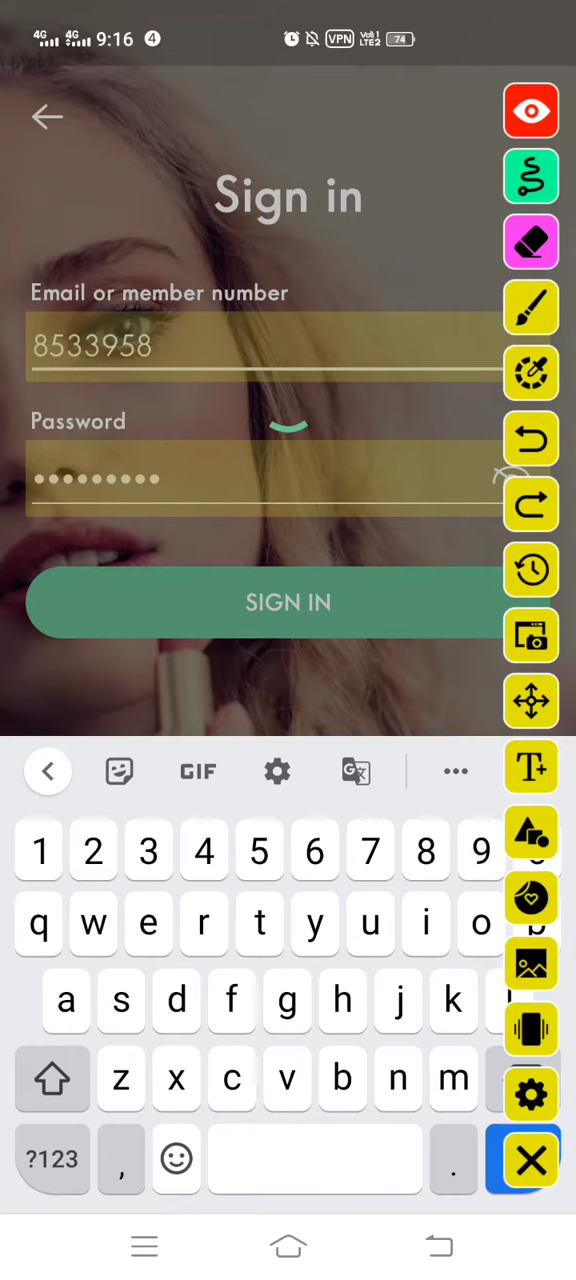 4G 4G 9:16 4 VPN Vo) 1 LTE2 74
Sign in
Email or member number
8533958
Password
SIGN IN
GIF
1 2 3 4 5 6 7 8 9
q w e r t y u i o p
T+
a s d f g h j k l
z x c v b n m
?123 , .